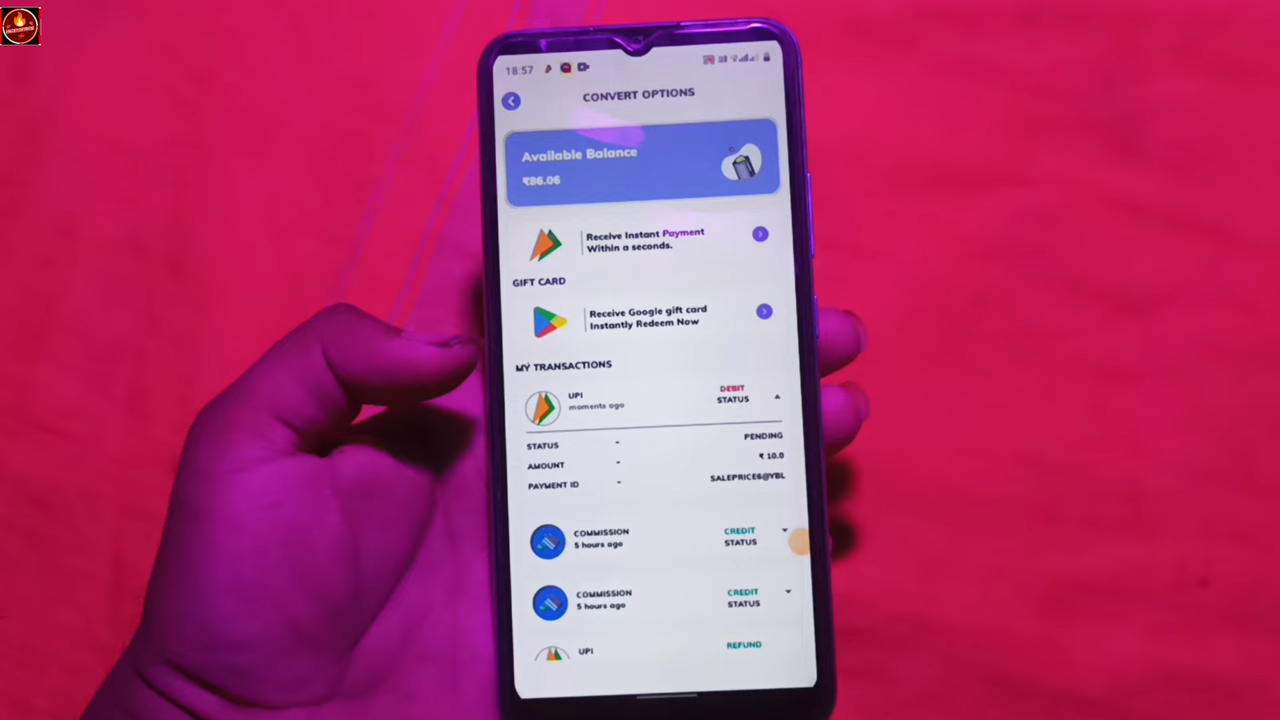 18:57
CONVERT OPTIONS
Available Balance
₹86.06
Receive Instant Payment
Within a seconds.
GIFT CARD
Receive Google gift card
Instantly Redeem Now
MY TRANSACTIONS
UPI
moments ago
DEBIT
STATUS
STATUS - PENDING
AMOUNT - ₹ 10.0
PAYMENT ID - SALEPRICE6@YBL
COMMISSION
5 hours ago
CREDIT
STATUS
COMMISSION
5 hours ago
CREDIT
STATUS
UPI
REFUND